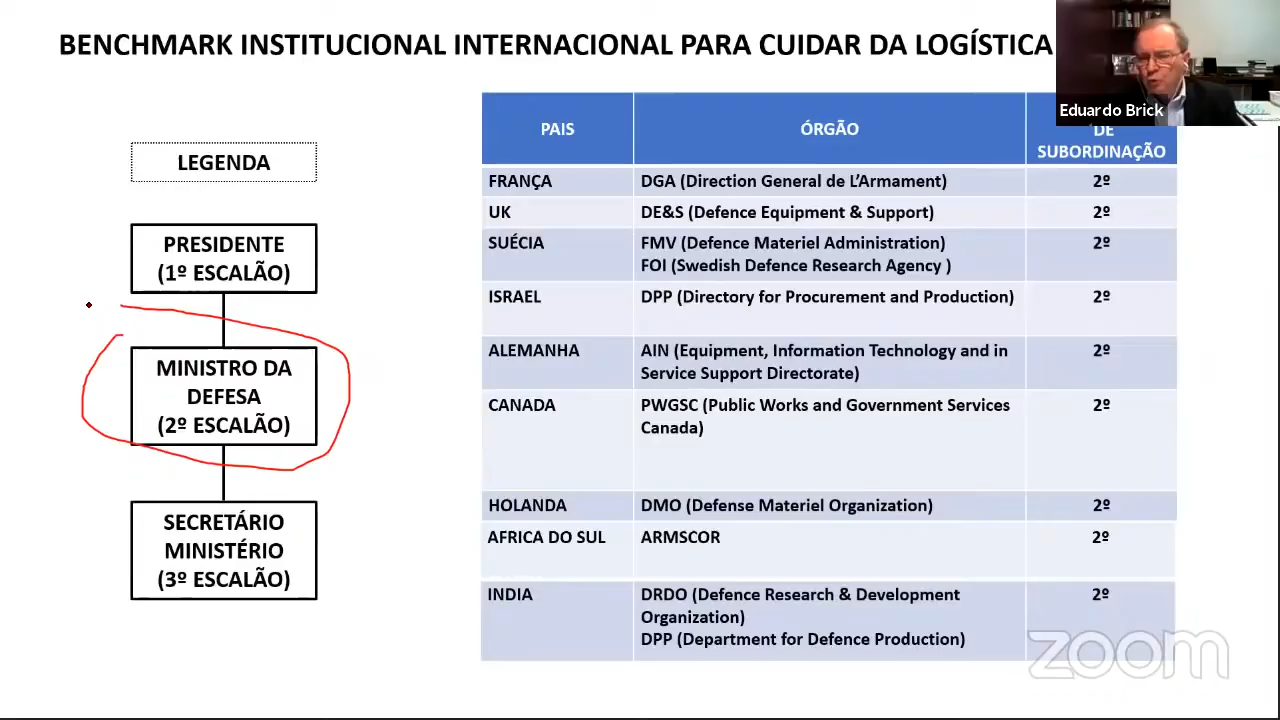 BENCHMARK INSTITUCIONAL INTERNACIONAL PARA CUIDAR DA LOGÍSTICA
Eduardo Brick
LEGENDA
PRESIDENTE
(1º ESCALÃO)
MINISTRO DA
DEFESA
(2º ESCALÃO)
SECRETÁRIO
MINISTÉRIO
(3º ESCALÃO)
PAIS ÓRGÃO DE
SUBORDINAÇÃO
FRANÇA DGA (Direction General de L’Armament) 2º
UK DE&S (Defence Equipment & Support) 2º
SUÉCIA FMV (Defence Materiel Administration) 2º
FOI (Swedish Defence Research Agency )
ISRAEL DPP (Directory for Procurement and Production) 2º
ALEMANHA AIN (Equipment, Information Technology and in 2º
Service Support Directorate)
CANADA PWGSC (Public Works and Government Services 2º
Canada)
HOLANDA DMO (Defense Materiel Organization) 2º
AFRICA DO SUL ARMSCOR 2º
INDIA DRDO (Defence Research & Development 2º
Organization)
DPP (Department for Defence Production)
zoom